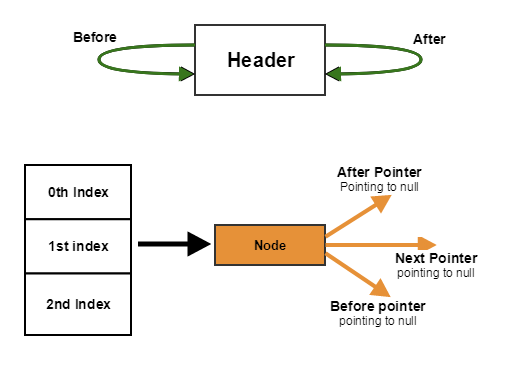 Before
After
Header
0th Index
1st index
2nd Index
Node
After Pointer
Pointing to null
Next Pointer
pointing to null
Before pointer
pointing to null